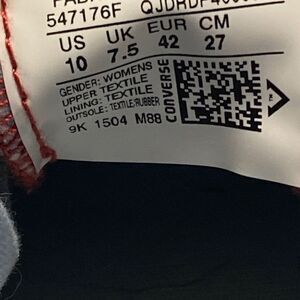 547176F
US UK EUR CM
10 7.5 42 27
GENDER: WOMENS
UPPER: TEXTILE
LINING: TEXTILE
OUTSOLE: TEXTILE/RUBBER
9K 1504 M88
CONVERSE